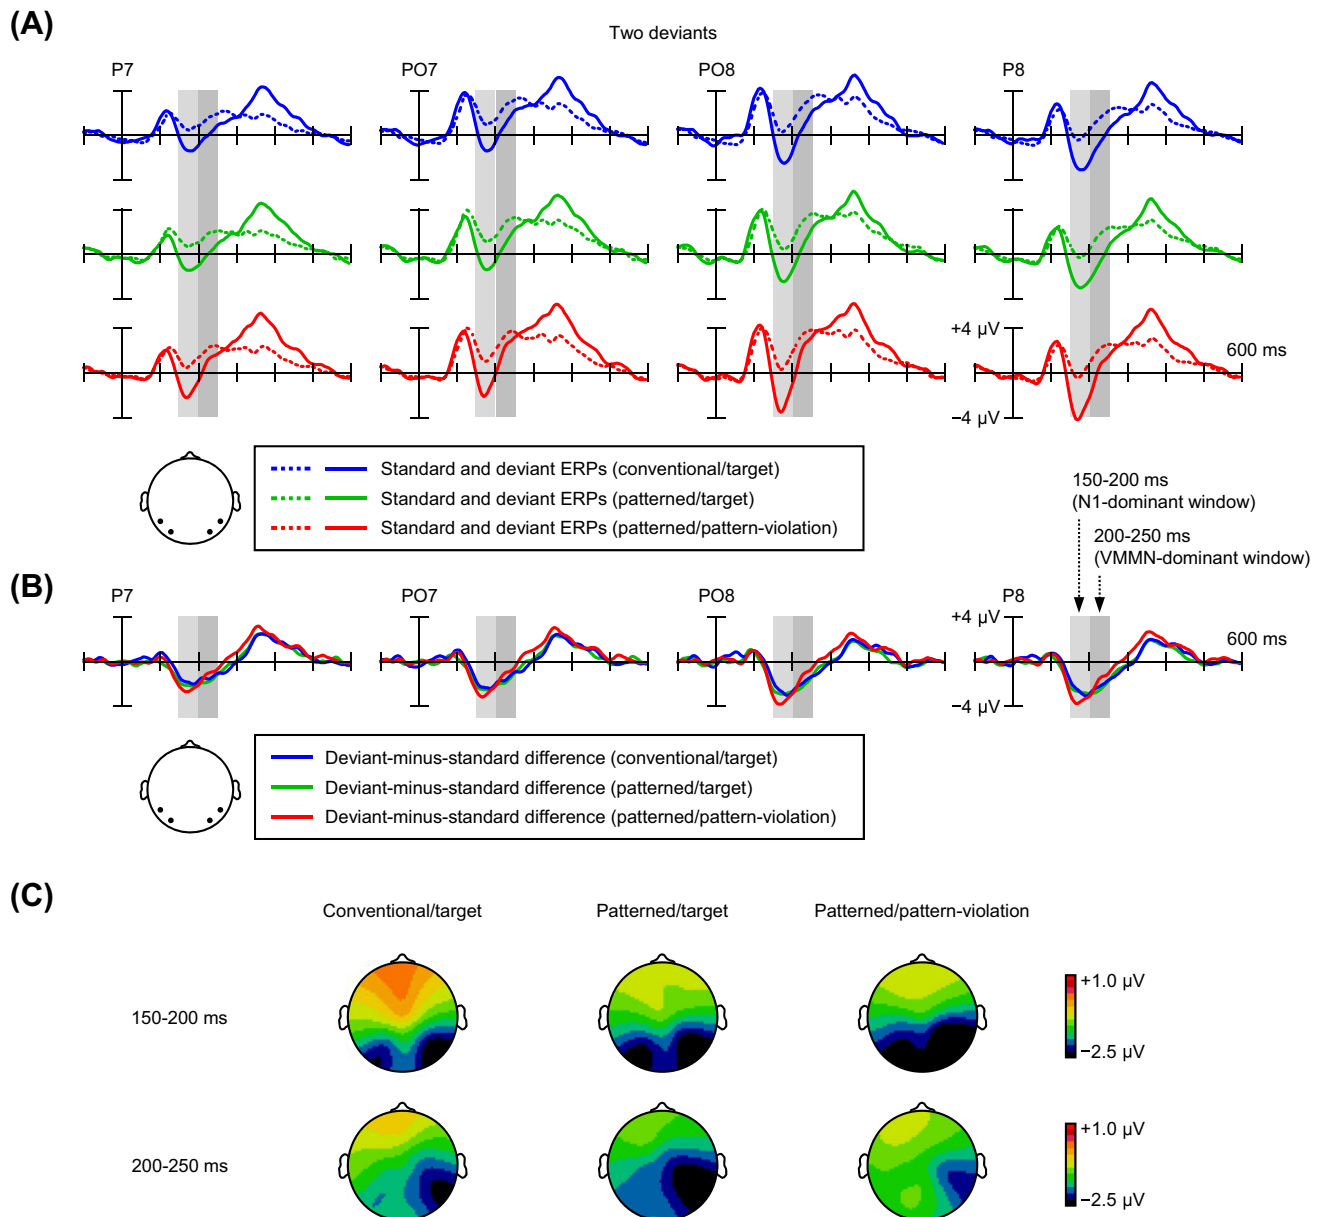 (A)
Two deviants
P7
PO7
PO8
P8
+4 µV
600 ms
−4 µV
Standard and deviant ERPs (conventional/target)
Standard and deviant ERPs (patterned/target)
Standard and deviant ERPs (patterned/pattern-violation)
150-200 ms
(N1-dominant window)
200-250 ms
(VMMN-dominant window)
(B)
P7
PO7
PO8
P8
+4 µV
600 ms
−4 µV
Deviant-minus-standard difference (conventional/target)
Deviant-minus-standard difference (patterned/target)
Deviant-minus-standard difference (patterned/pattern-violation)
(C)
Conventional/target
Patterned/target
Patterned/pattern-violation
150-200 ms
+1.0 µV
−2.5 µV
200-250 ms
+1.0 µV
−2.5 µV